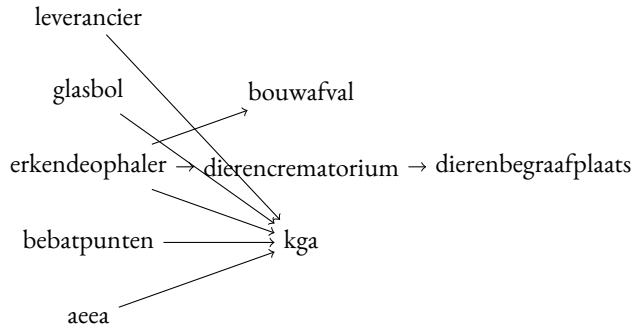 leverancier
glasbol
bouwafval
erkendeophaler
dierencrematorium
dierenbegraafplaats
bebatpunten
kga
aeea